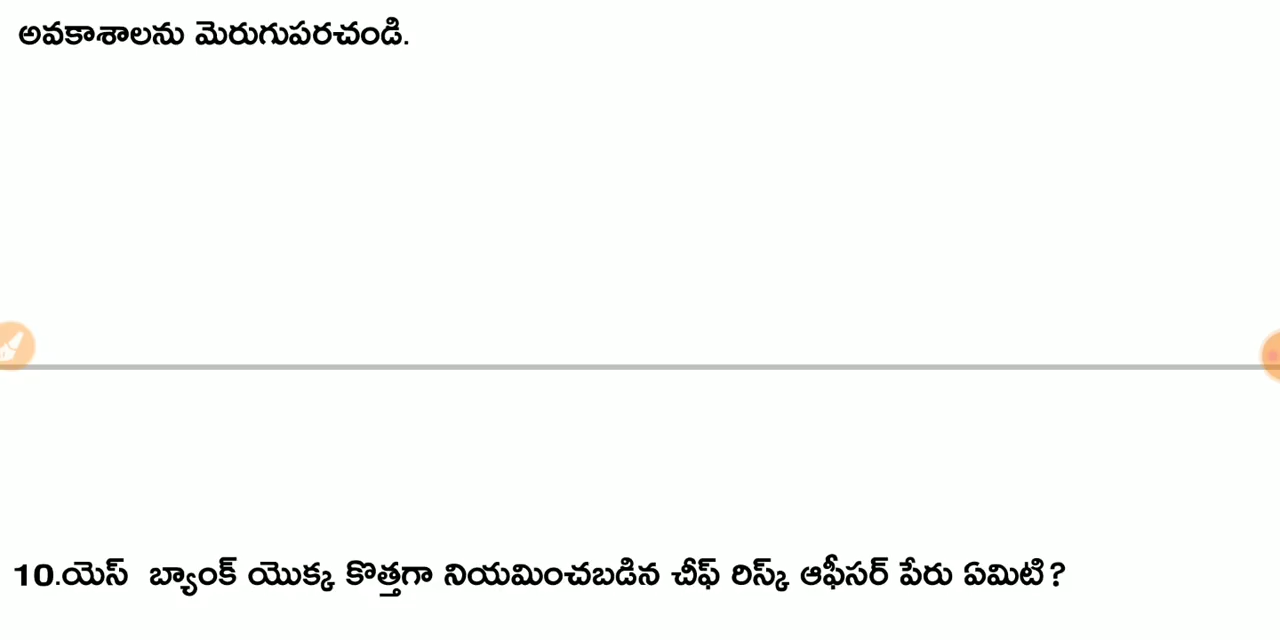 అవకాశాలను మెరుగుపరచండి.
10.యెస్ బ్యాంక్ యొక్క కొత్తగా నియమించబడిన చీఫ్ రిస్క్ ఆఫీసర్ పేరు ఏమిటి?